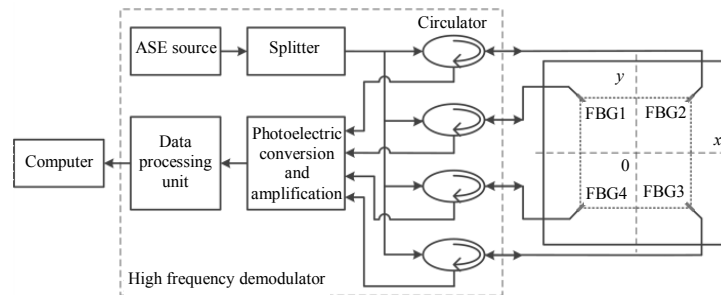 Circulator
ASE source
Splitter
y
FBG1
FBG2
x
Photoelectric
conversion
and
amplification
Data
processing
unit
Computer
0
FBG4
FBG3
High frequency demodulator